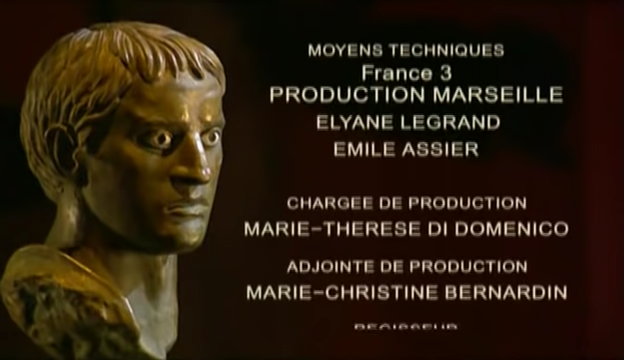 MOYENS TECHNIQUES
France 3
PRODUCTION MARSEILLE
ELYANE LEGRAND
EMILE ASSIER
CHARGEE DE PRODUCTION
MARIE-THERESE DI DOMENICO
ADJOINTE DE PRODUCTION
MARIE-CHRISTINE BERNARDIN